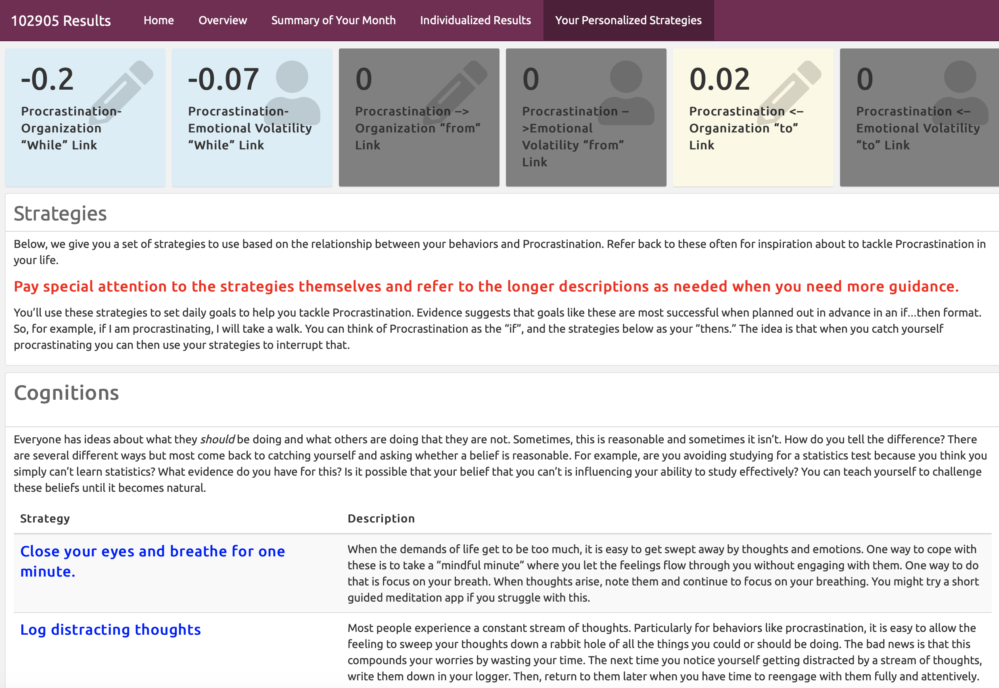 102905 Results
Home
Overview
Summary of Your Month
Individualized Results
Your Personalized Strategies
-0.2
Procrastination-
Organization
“While” Link
-0.07
Procrastination-
Emotional Volatility
“While” Link
0
Procrastination –>
Organization “from”
Link
0
Procrastination –
>Emotional
Volatility “from”
Link
0.02
Procrastination <–
Organization “to”
Link
0
Procrastination <–
Emotional Volatility
“to” Link
Strategies
Below, we give you a set of strategies to use based on the relationship between your behaviors and Procrastination. Refer back to these often for inspiration about to tackle Procrastination in
your life.
Pay special attention to the strategies themselves and refer to the longer descriptions as needed when you need more guidance.
You’ll use these strategies to set daily goals to help you tackle Procrastination. Evidence suggests that goals like these are most successful when planned out in advance in an if…then format.
So, for example, if I am procrastinating, I will take a walk. You can think of Procrastination as the “if”, and the strategies below as your “thens.” The idea is that when you catch yourself
procrastinating you can then use your strategies to interrupt that.
Cognitions
Everyone has ideas about what they should be doing and what others are doing that they are not. Sometimes, this is reasonable and sometimes it isn’t. How do you tell the difference? There
are several different ways but most come back to catching yourself and asking whether a belief is reasonable. For example, are you avoiding studying for a statistics test because you think you
simply can’t learn statistics? What evidence do you have for this? Is it possible that your belief that you can’t is influencing your ability to study effectively? You can teach yourself to challenge
these beliefs until it becomes natural.
Strategy
Description
Close your eyes and breathe for one
minute.
When the demands of life get to be too much, it is easy to get swept away by thoughts and emotions. One way to cope with
these is to take a “mindful minute” where you let the feelings flow through you without engaging with them. One way to do
that is focus on your breath. When thoughts arise, note them and continue to focus on your breathing. You might try a short
guided meditation app if you struggle with this.
Log distracting thoughts
Most people experience a constant stream of thoughts. Particularly for behaviors like procrastination, it is easy to allow the
feeling to sweep your thoughts down a rabbit hole of all the things you could or should be doing. The bad news is that this
compounds your worries by wasting your time. The next time you notice yourself getting distracted by a stream of thoughts,
write them down in your logger. Then, return to them later when you have time to reengage with them fully and attentively.